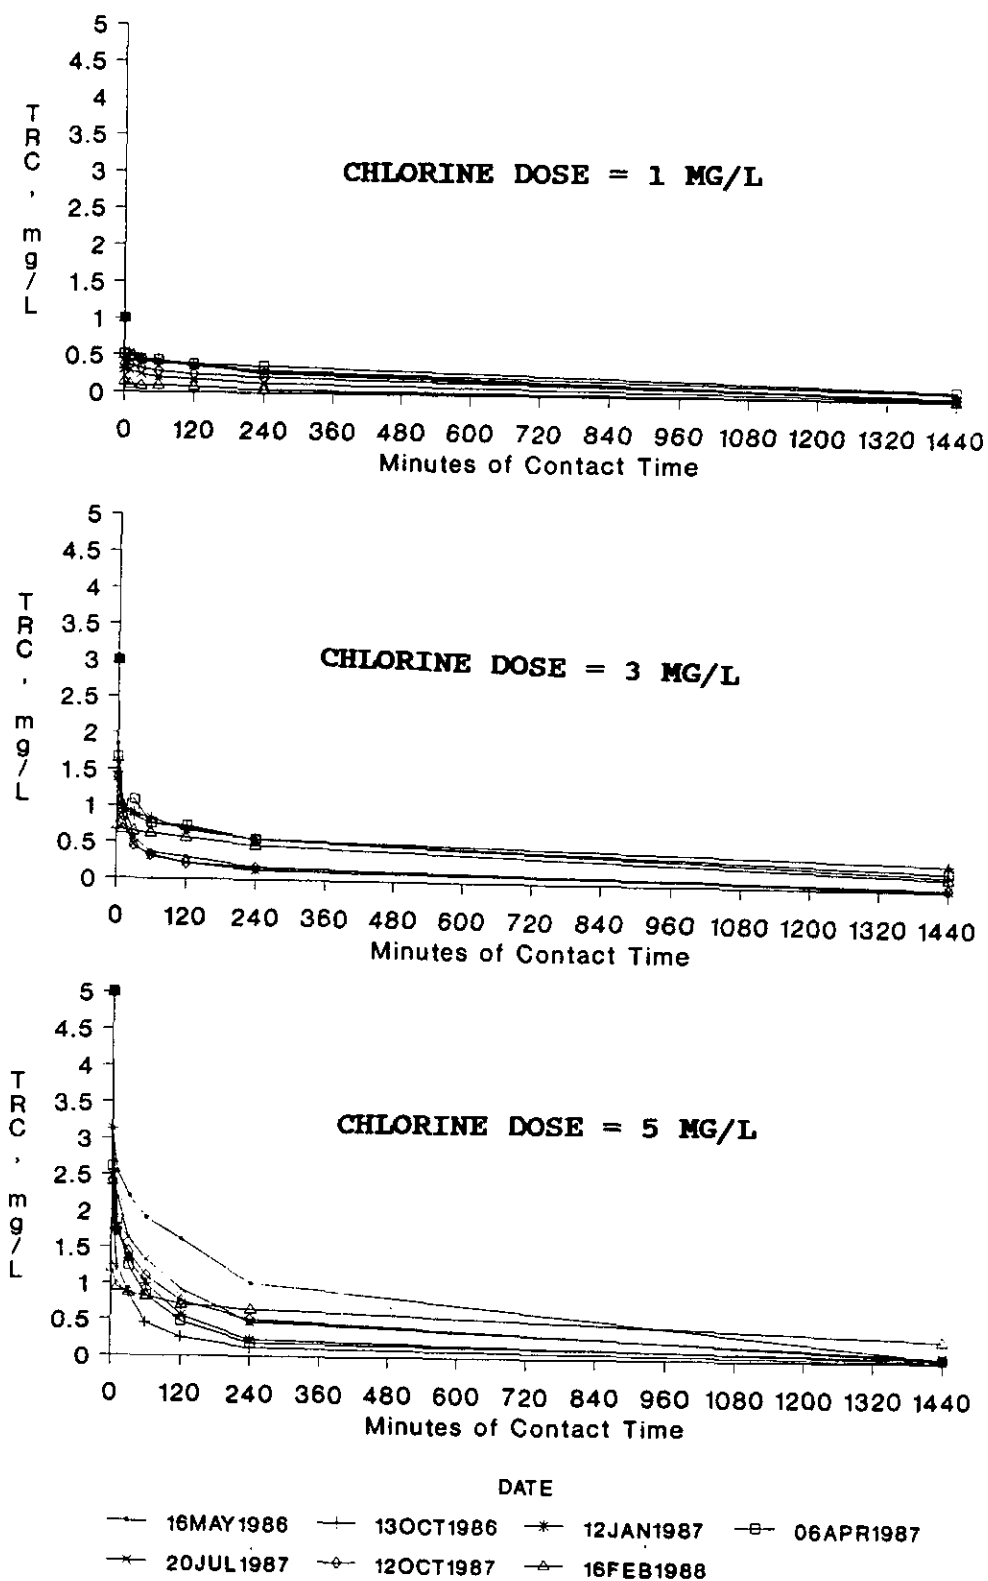 5
4.5
4
3.5
3
2.5
2
1.5
1
0.5
0
TRC, mg/L
CHLORINE DOSE = 1 MG/L
0 120 240 360 480 600 720 840 960 1080 1200 1320 1440
Minutes of Contact Time
5
4.5
4
3.5
3
2.5
2
1.5
1
0.5
0
TRC, mg/L
CHLORINE DOSE = 3 MG/L
0 120 240 360 480 600 720 840 960 1080 1200 1320 1440
Minutes of Contact Time
5
4.5
4
3.5
3
2.5
2
1.5
1
0.5
0
TRC, mg/L
CHLORINE DOSE = 5 MG/L
0 120 240 360 480 600 720 840 960 1080 1200 1320 1440
Minutes of Contact Time
DATE
16MAY1986 13OCT1986 12JAN1987 06APR1987
20JUL1987 12OCT1987 16FEB1988